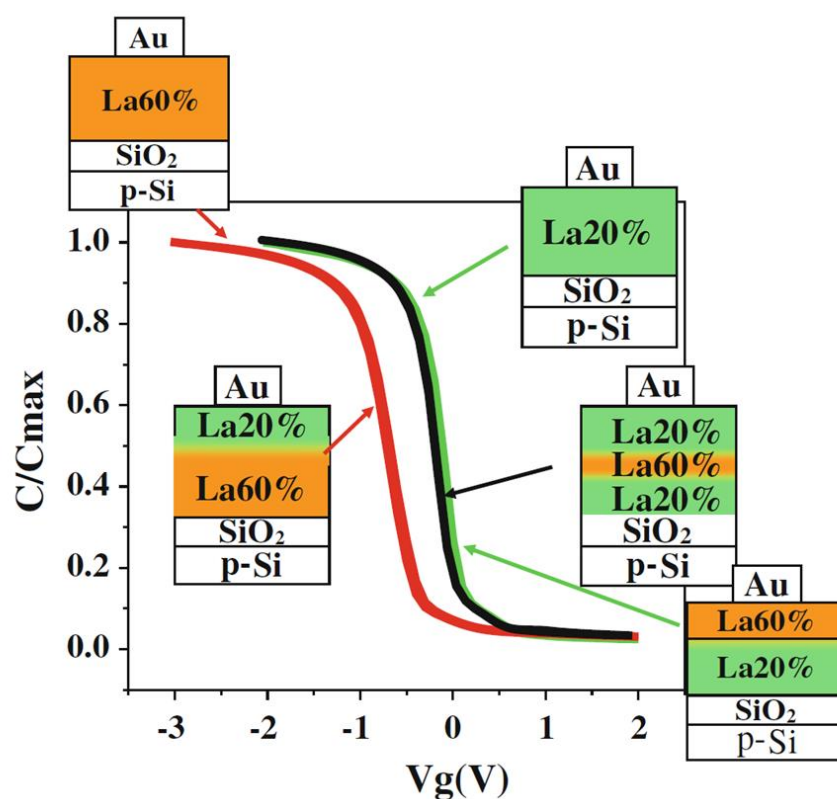 Au
La60%
SiO₂
p-Si
Au
La20%
SiO₂
p-Si
Au
La20%
La60%
SiO₂
p-Si
Au
La20%
La60%
La20%
SiO₂
p-Si
Au
La60%
La20%
SiO₂
p-Si
C/Cmax
1.0
0.8
0.6
0.4
0.2
0.0
-3 -2 -1 0 1 2
Vg(V)